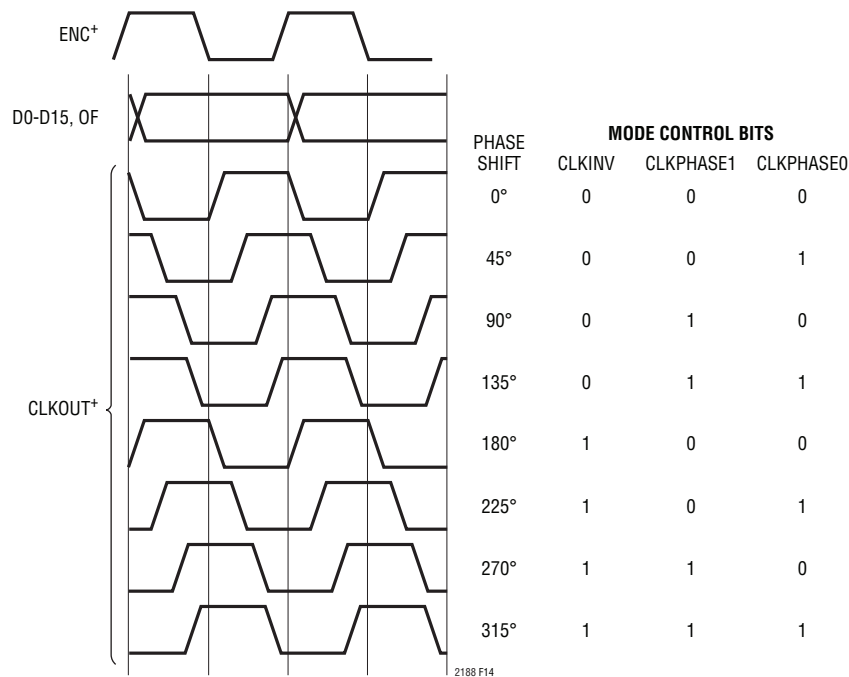 ENC+
D0-D15, OF
CLKOUT+
MODE CONTROL BITS
PHASE SHIFT CLKINV CLKPHASE1 CLKPHASE0
0° 0 0 0
45° 0 0 1
90° 0 1 0
135° 0 1 1
180° 1 0 0
225° 1 0 1
270° 1 1 0
315° 1 1 1
2188 F14